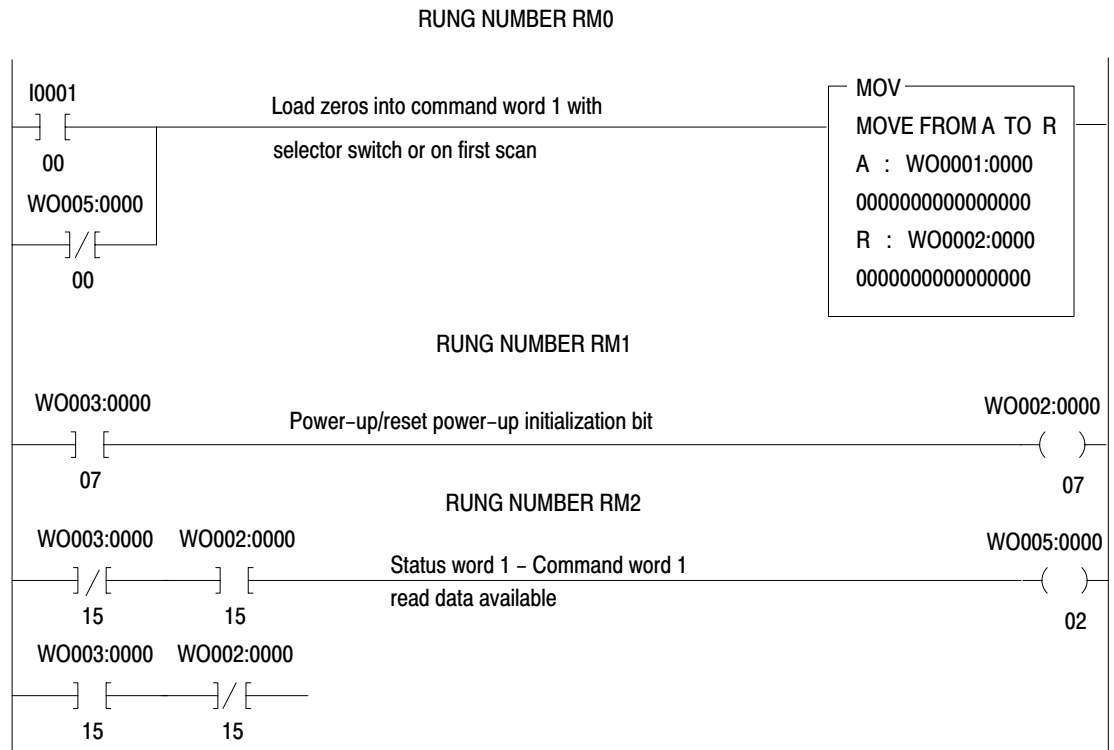 RUNG NUMBER RM0
I0001
00
Load zeros into command word 1 with
selector switch or on first scan
WO005:0000
00
MOV
MOVE FROM A TO R
A : WO0001:0000
0000000000000000
R : WO0002:0000
0000000000000000
RUNG NUMBER RM1
WO003:0000
07
Power–up/reset power–up initialization bit
WO002:0000
07
RUNG NUMBER RM2
WO003:0000 WO002:0000
15 15
Status word 1 – Command word 1
read data available
WO005:0000
02
WO003:0000 WO002:0000
15 15